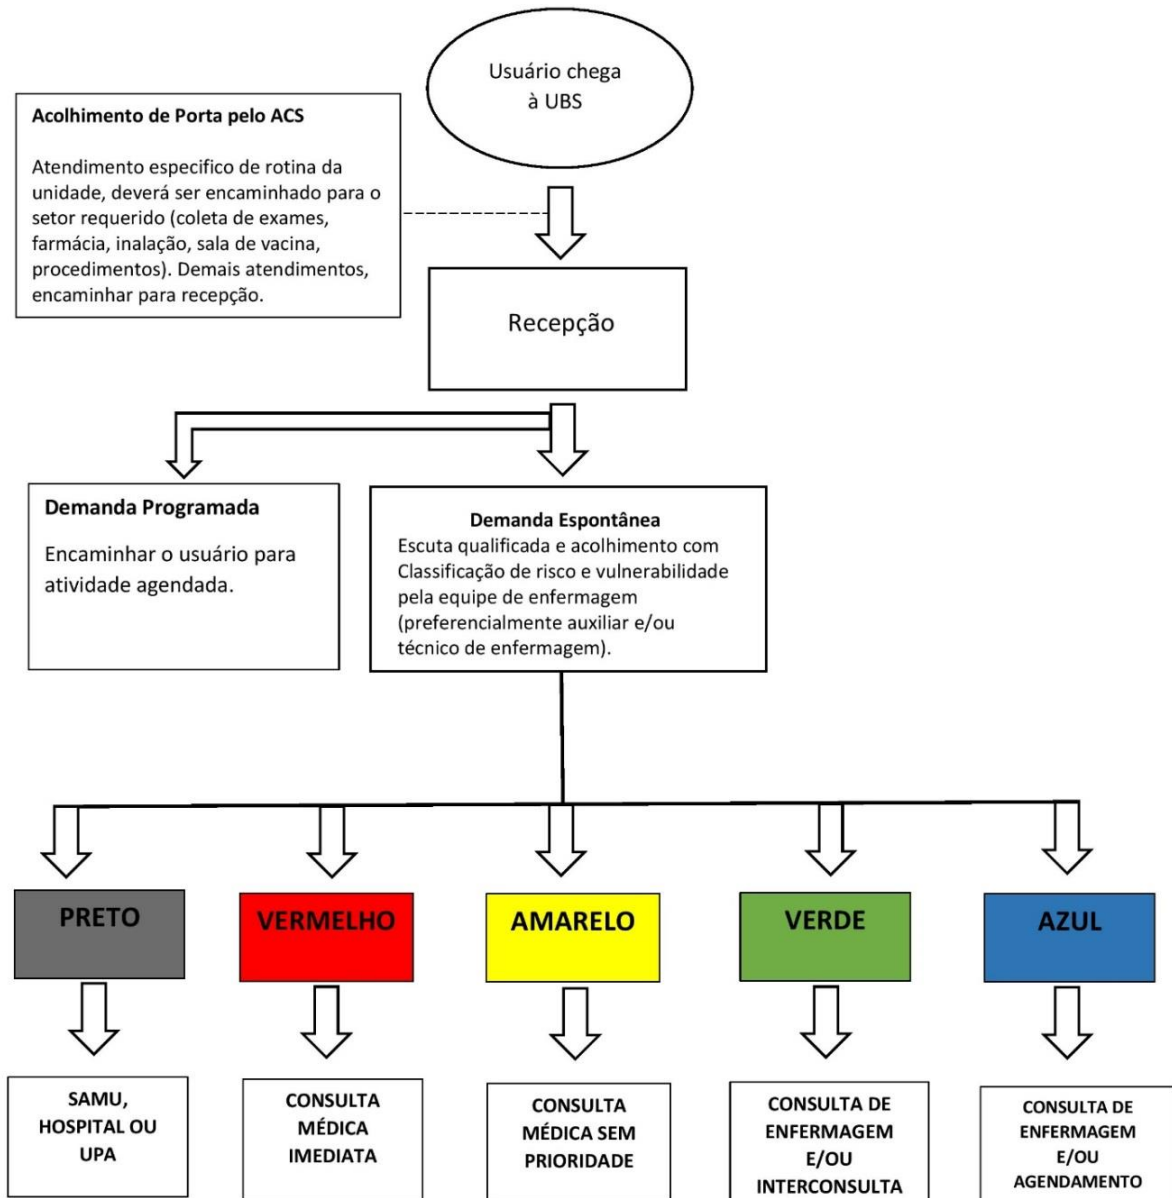 Usuário chega
à UBS
Acolhimento de Porta pelo ACS
Atendimento especifico de rotina da
unidade, deverá ser encaminhado para o
setor requerido (coleta de exames,
farmácia, inalação, sala de vacina,
procedimentos). Demais atendimentos,
encaminhar para recepção.
Recepção
Demanda Programada
Encaminhar o usuário para
atividade agendada.
Demanda Espontânea
Escuta qualificada e acolhimento com
Classificação de risco e vulnerabilidade
pela equipe de enfermagem
(preferencialmente auxiliar e/ou
técnico de enfermagem).
PRETO
VERMELHO
AMARELO
VERDE
AZUL
SAMU,
HOSPITAL OU
UPA
CONSULTA
MÉDICA
IMEDIATA
CONSULTA
MÉDICA SEM
PRIORIDADE
CONSULTA DE
ENFERMAGEM
E/OU
INTERCONSULTA
CONSULTA DE
ENFERMAGEM
E/OU
AGENDAMENTO